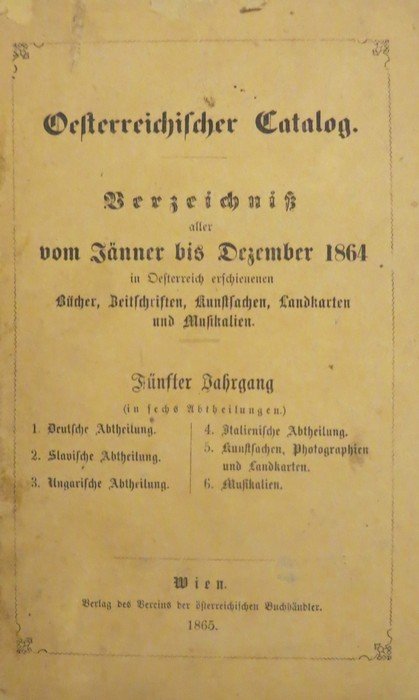 Oesterreichischer Catalog.
Verzeichniß
aller
vom Jänner bis Dezember 1864
in Oesterreich erschienenen
Bücher, Zeitschriften, Kunstsachen, Landkarten
und Musikalien.
Fünfter Jahrgang
(in sechs Abtheilungen.)
1. Deutsche Abtheilung.
2. Slavische Abtheilung.
3. Ungarische Abtheilung.
4. Italienische Abtheilung.
5. Kunstsachen, Photographien
und Landkarten.
6. Musikalien.
Wien.
Verlag des Vereins der österreichischen Buchhändler.
1865.